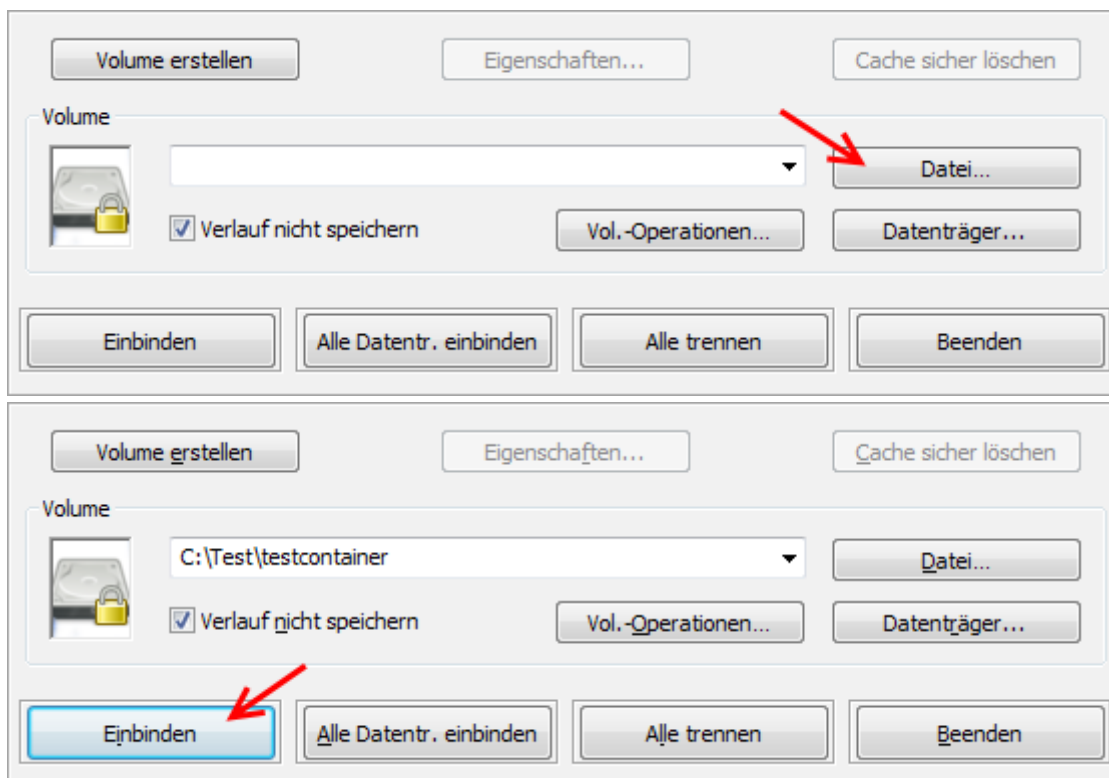 Volume erstellen Eigenschaften... Cache sicher löschen
Volume
Datei...
Verlauf nicht speichern Vol.-Operationen... Datenträger...
Einbinden Alle Datentr. einbinden Alle trennen Beenden
Volume erstellen Eigenschaften... Cache sicher löschen
Volume
C:\Test\testcontainer Datei...
Verlauf nicht speichern Vol.-Operationen... Datenträger...
Einbinden Alle Datentr. einbinden Alle trennen Beenden